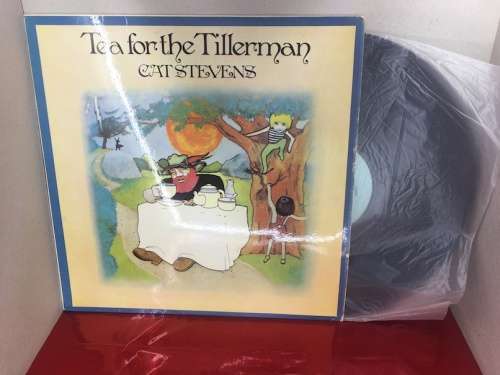 Tea for the Tillerman
CAT STEVENS